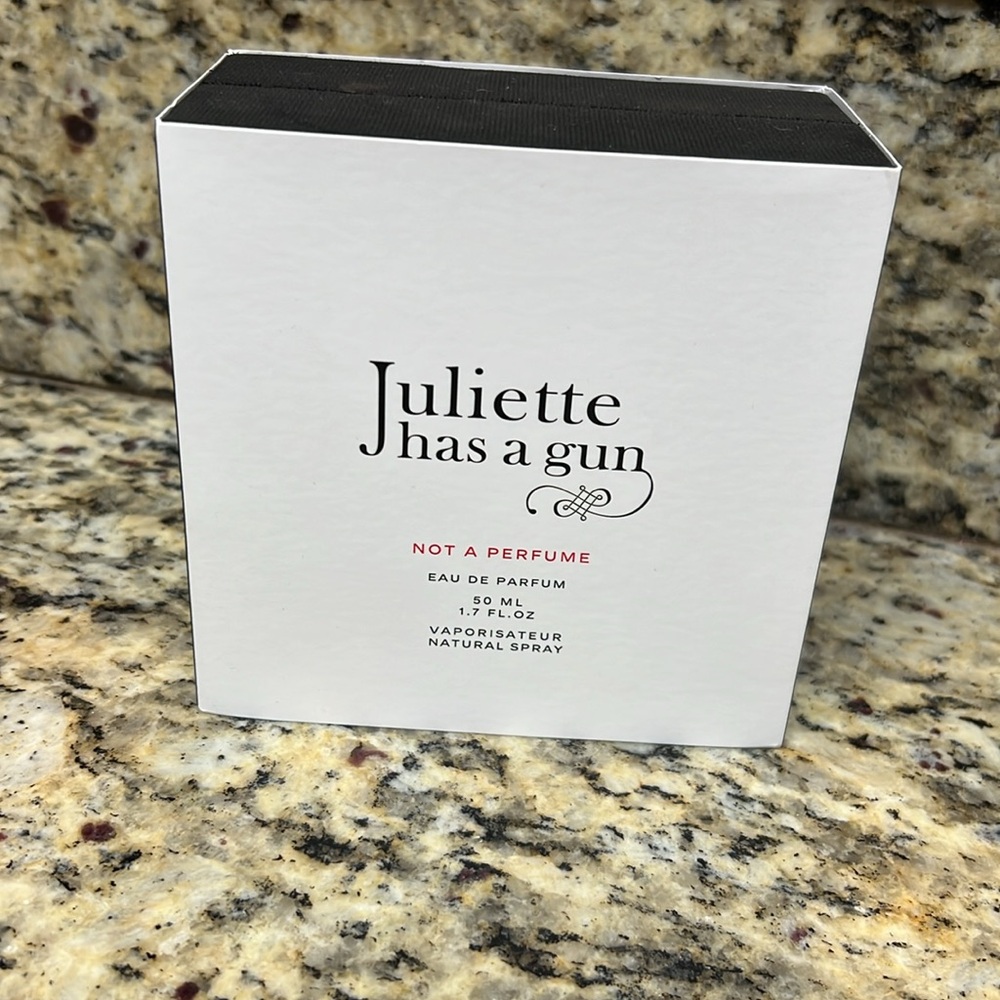 Juliette
has a gun
NOT A PERFUME
EAU DE PARFUM
50 ML
1.7 FL.OZ
VAPORISATEUR
NATURAL SPRAY